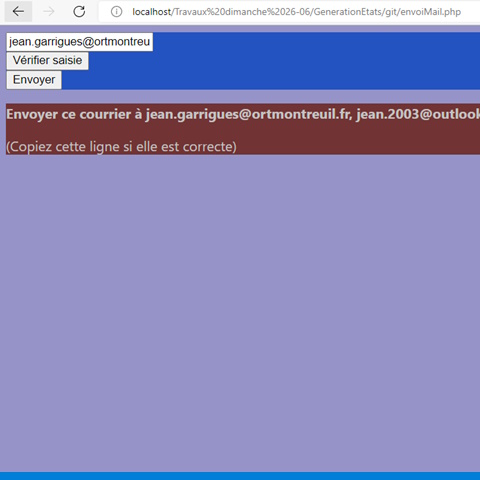 localhost/Travaux%20dimanche%2026-06/GenerationEtats/git/envoiMail.php
jean.garrigues@ortmontreu
Vérifier saisie
Envoyer
Envoyer ce courrier à jean.garrigues@ortmontreuil.fr, jean.2003@outlook
(Copiez cette ligne si elle est correcte)